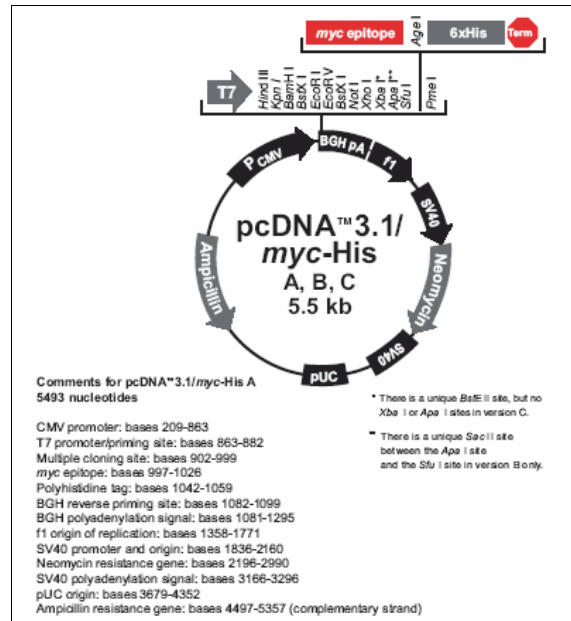 myc epitope Age I 6xHis Term
T7 Hind III Kpn I BamH I BstX I EcoR I EcoR V BstX I Not I Xho I Xba I* Apa I** Sfu I Pme I
P CMV BGH pA f1
SV40
Ampicillin Neomycin
pcDNA™3.1/
myc-His
A, B, C
5.5 kb
pUC SV40
Comments for pcDNA™3.1/myc-His A
5493 nucleotides
CMV promoter: bases 209-863
T7 promoter/priming site: bases 863-882
Multiple cloning site: bases 902-999
myc epitope: bases 997-1026
Polyhistidine tag: bases 1042-1059
BGH reverse priming site: bases 1082-1099
BGH polyadenylation signal: bases 1081-1295
f1 origin of replication: bases 1358-1771
SV40 promoter and origin: bases 1836-2160
Neomycin resistance gene: bases 2196-2990
SV40 polyadenylation signal: bases 3166-3296
pUC origin: bases 3679-4352
Ampicillin resistance gene: bases 4497-5357 (complementary strand)
* There is a unique BstE II site, but no
Xba I or Apa I sites in version C.
** There is a unique Sac II site
between the Apa I site
and the Sfu I site in version B only.